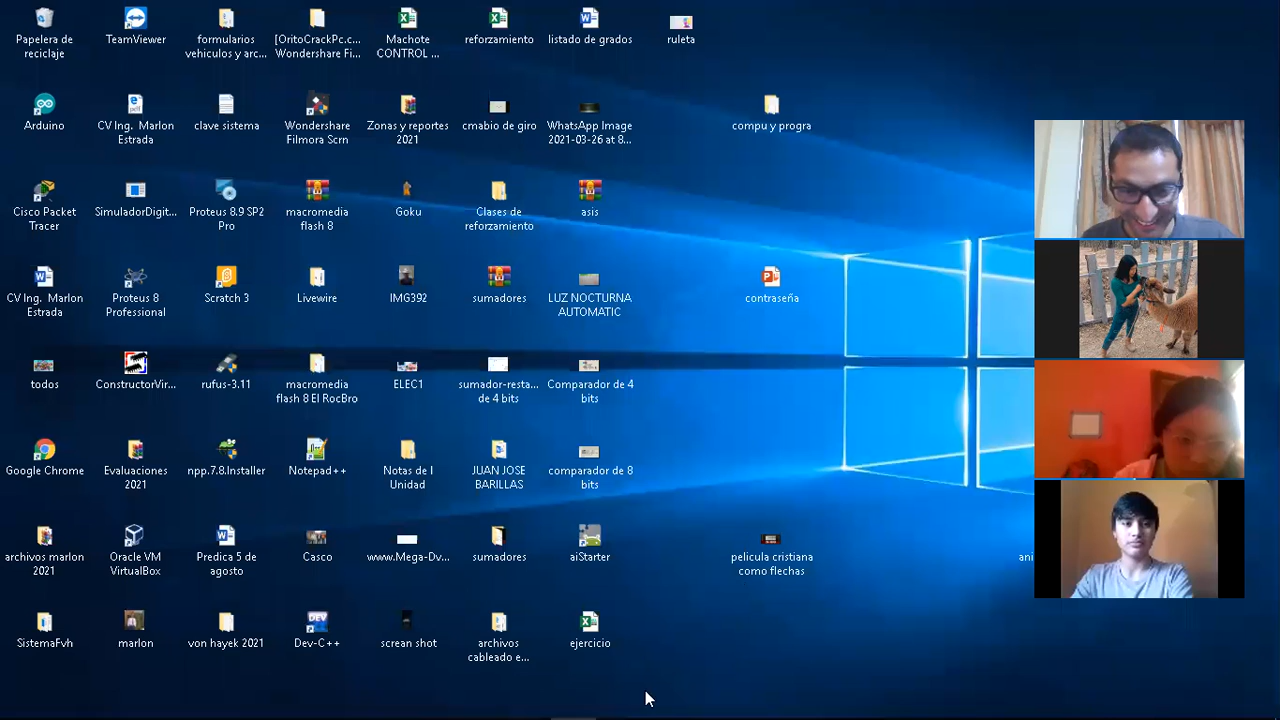 Papelera de
reciclaje
TeamViewer
formularios
vehiculos y arc...
[OritoCrackPc.c...
Wondershare Fi...
Machote
CONTROL ...
reforzamiento
listado de grados
ruleta
Arduino
CV Ing. Marlon
Estrada
clave sistema
Wondershare
Filmora Scrn
Zonas y reportes
2021
cmabio de giro
WhatsApp Image
2021-03-26 at 8...
compu y progra
Cisco Packet
Tracer
SimuladorDigit...
Proteus 8.9 SP2
Pro
macromedia
flash 8
Goku
Clases de
reforzamiento
asis
CV Ing. Marlon
Estrada
Proteus 8
Professional
Scratch 3
Livewire
IMG392
sumadores
LUZ NOCTURNA
AUTOMATIC
contraseña
todos
ConstructorVir...
rufus-3.11
macromedia
flash 8 El RocBro
ELEC1
sumador-resta...
de 4 bits
Comparador de 4
bits
Google Chrome
Evaluaciones
2021
npp.7.8.Installer
Notepad++
Notas de I
Unidad
JUAN JOSE
BARILLAS
comparador de 8
bits
archivos marlon
2021
Oracle VM
VirtualBox
Predica 5 de
agosto
Casco
www.Mega-Dv...
sumadores
aiStarter
pelicula cristiana
como flechas
ani
SistemaFvh
marlon
von hayek 2021
Dev-C++
screan shot
archivos
cableado e...
ejercicio